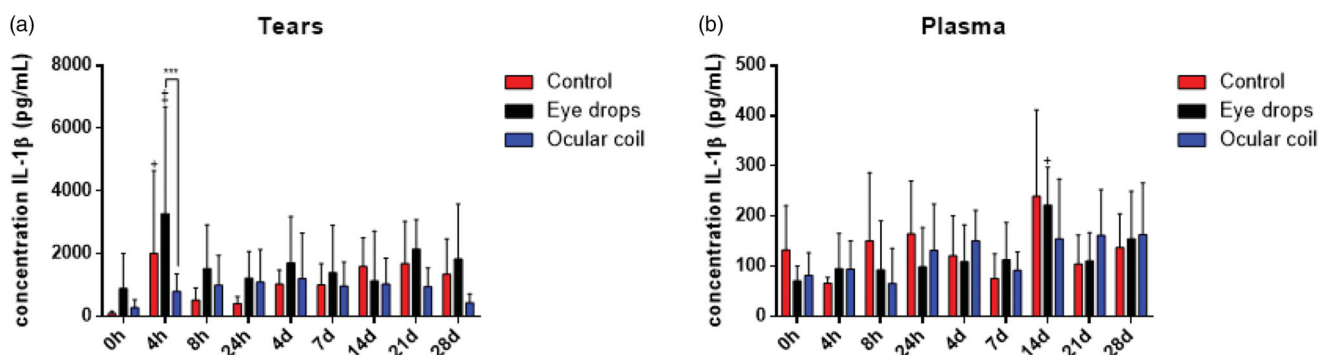 (a)
Tears
concentration IL-1β (pg/mL)
8000
6000
4000
2000
0
***
‡
+
0h
4h
8h
24h
4d
7d
14d
21d
28d
Control
Eye drops
Ocular coil
(b)
Plasma
concentration IL-1β (pg/mL)
500
400
300
200
100
0
+
0h
4h
8h
24h
4d
7d
14d
21d
28d
Control
Eye drops
Ocular coil